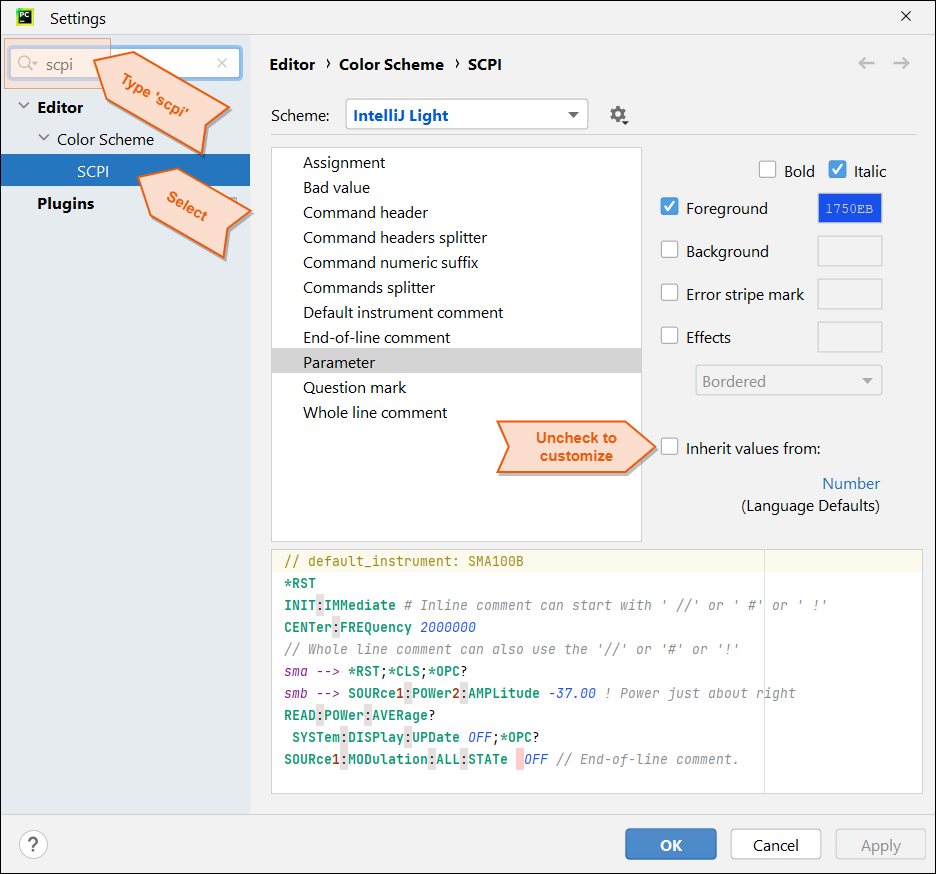 PC
Settings
scpi
Type 'scpi'
Editor
Color Scheme
SCPI
Select
Plugins
Editor › Color Scheme › SCPI
Scheme: IntelliJ Light
Assignment
Bad value
Command header
Command headers splitter
Command numeric suffix
Commands splitter
Default instrument comment
End-of-line comment
Parameter
Question mark
Whole line comment
Bold Italic
Foreground 1750EB
Background
Error stripe mark
Effects
Bordered
Uncheck to
customize
Inherit values from:
Number
(Language Defaults)
// default_instrument: SMA100B
*RST
INIT:IMMediate # Inline comment can start with ' //' or ' #' or ' !'
CENTer:FREQuency 2000000
// Whole line comment can also use the '//' or '#' or '!'
sma --> *RST;*CLS;*OPC?
smb --> SOURce1:POWer2:AMPLitude -37.00 ! Power just about right
READ:POWer:AVERage?
SYSTem:DISPlay:UPDate OFF;*OPC?
SOURce1:MODulation:ALL:STATe OFF // End-of-line comment.
?
OK
Cancel
Apply